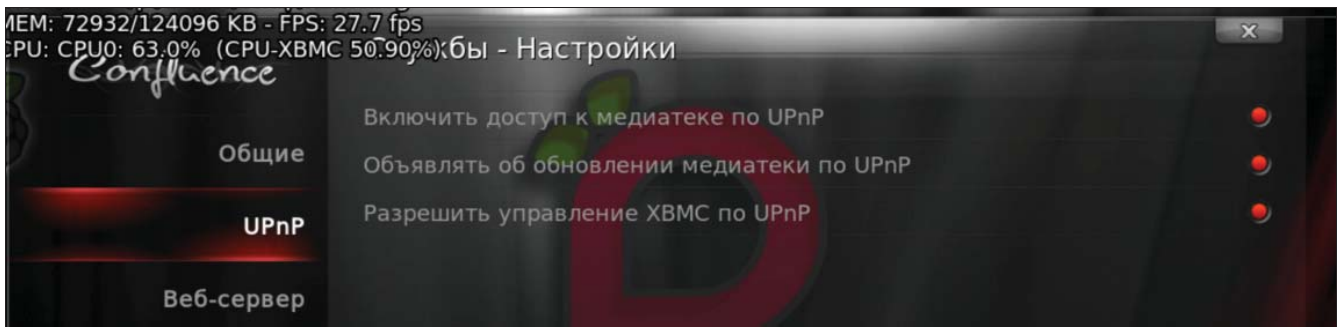 MEM: 72932/124096 KB - FPS: 27.7 fps
CPU: CPU0: 63.0% (CPU-XBMC 50.90%)
- Настройки
Confluence
Включить доступ к медиатеке по UPnP
Общие
Объявлять об обновлении медиатеки по UPnP
Разрешить управление XBMC по UPnP
UPnP
Веб-сервер